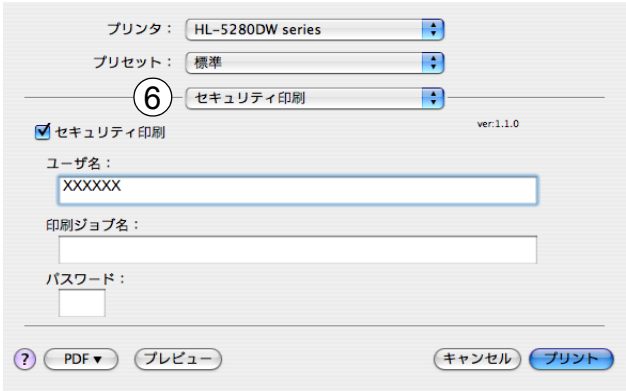 プリンタ： HL-5280DW series
プリセット： 標準
⑥ セキュリティ印刷
ver:1.1.0
セキュリティ印刷
ユーザ名：
XXXXXX
印刷ジョブ名：
パスワード：
? PDF▼ プレビュー キャンセル プリント